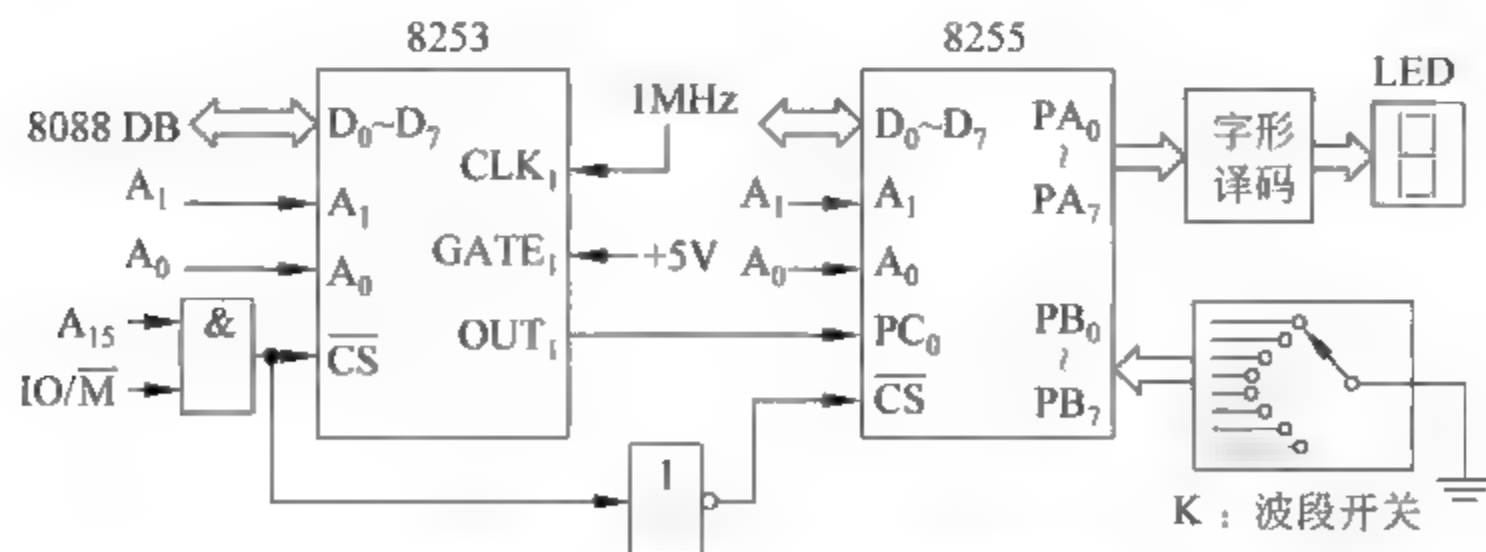 8253
8255
LED
8088 DB
D₀~D₇
1MHz
D₀~D₇
PA₀
~
PA₇
字形
译码
CLK₁
A₁
A₁
A₁
A₁
GATE₁
+5V
A₀
A₀
A₀
A₀
A₁₅
&
OUT₁
PC₀
PB₀
~
PB₇
IO/M̅
C̅S̅
C̅S̅
1
K：波段开关